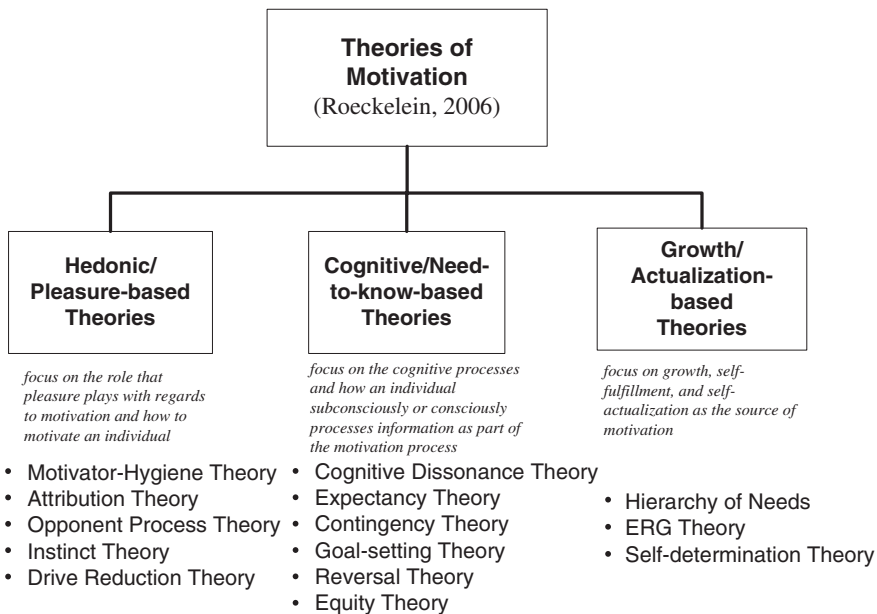 Theories of
Motivation
(Roeckelein, 2006)
Hedonic/
Pleasure-based
Theories
focus on the role that
pleasure plays with regards
to motivation and how to
motivate an individual
• Motivator-Hygiene Theory
• Attribution Theory
• Opponent Process Theory
• Instinct Theory
• Drive Reduction Theory
Cognitive/Need-
to-know-based
Theories
focus on the cognitive processes
and how an individual
subconsciously or consciously
processes information as part of
the motivation process
• Cognitive Dissonance Theory
• Expectancy Theory
• Contingency Theory
• Goal-setting Theory
• Reversal Theory
• Equity Theory
Growth/
Actualization-
based
Theories
focus on growth, self-
fulfillment, and self-
actualization as the source of
motivation
• Hierarchy of Needs
• ERG Theory
• Self-determination Theory